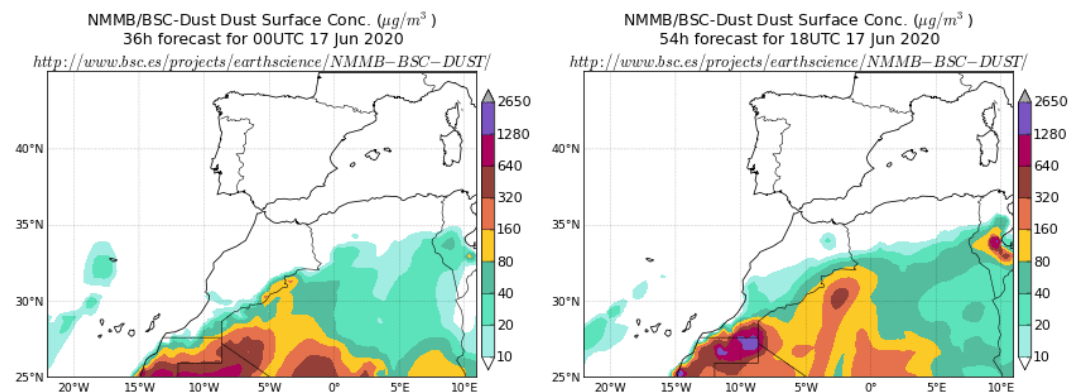 NMMB/BSC-Dust Dust Surface Conc. (μg/m³ )
36h forecast for 00UTC 17 Jun 2020
http://www.bsc.es/projects/earthscience/NMMB−BSC−DUST/
40°N
35°N
30°N
25°N
20°W
15°W
10°W
5°W
0°E
5°E
10°E
2650
1280
640
320
160
80
40
20
10
NMMB/BSC-Dust Dust Surface Conc. (μg/m³ )
54h forecast for 18UTC 17 Jun 2020
http://www.bsc.es/projects/earthscience/NMMB−BSC−DUST/
40°N
35°N
30°N
25°N
20°W
15°W
10°W
5°W
0°E
5°E
10°E
2650
1280
640
320
160
80
40
20
10